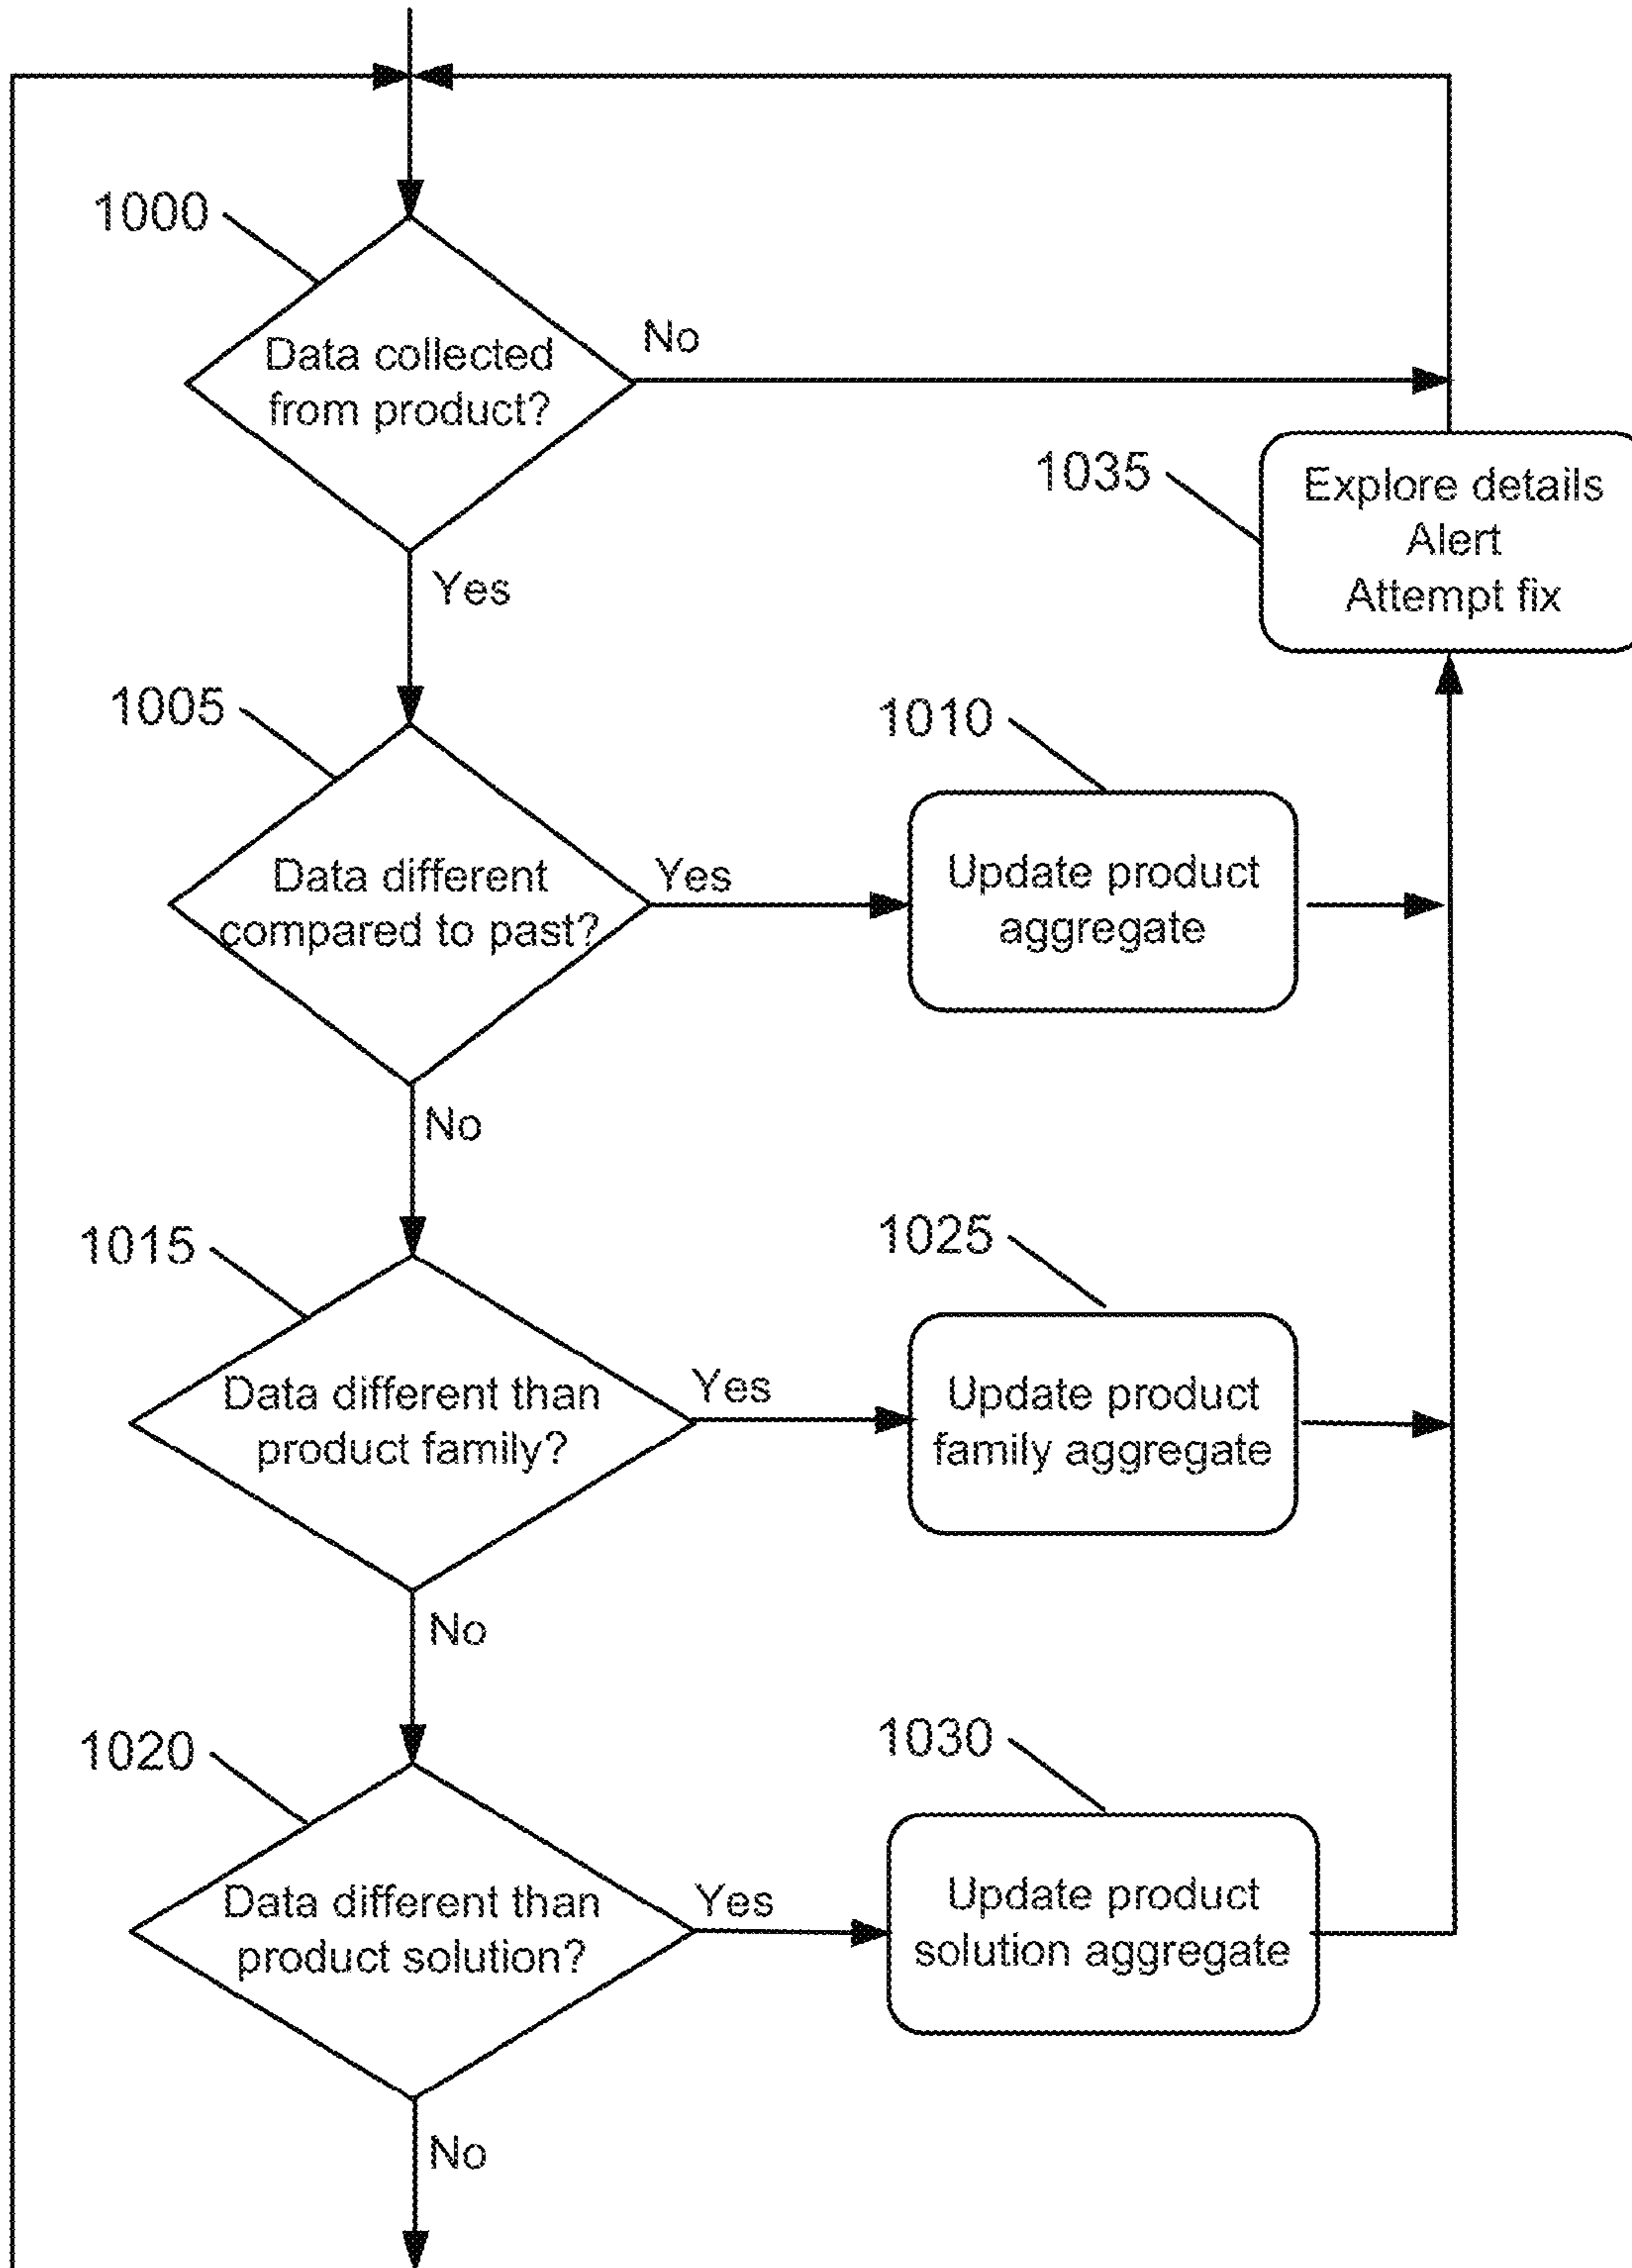 1000
Data collected
from product?
No
1035
Explore details
Alert
Attempt fix
Yes
1005
Data different
compared to past?
Yes
1010
Update product
aggregate
No
1015
Data different than
product family?
Yes
1025
Update product
family aggregate
No
1020
Data different than
product solution?
Yes
1030
Update product
solution aggregate
No